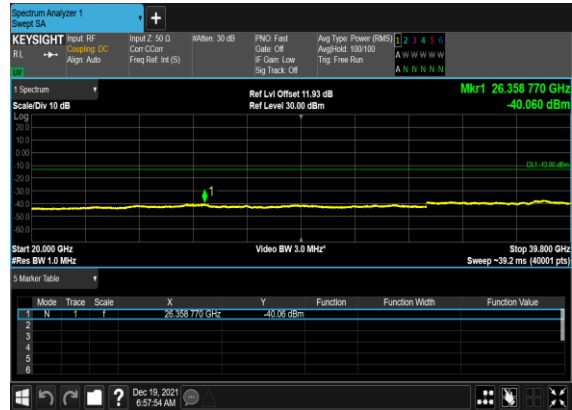 Spectrum Analyzer 1
Swept SA
+
KEYSIGHT Input: RF Input Z: 50 Ω #Atten: 30 dB PNO: Fast Avg Type: Power (RMS) 1 2 3 4 5 6
RL Coupling: DC Corr CCorr Gate: Off Avg|Hold: 100/100 A W W W W W
Align: Auto Freq Ref: Int (S) IF Gain: Low Trig: Free Run
Sig Track: Off A N N N N N
1 Spectrum Ref Lvl Offset 11.93 dB Mkr1 26.358 770 GHz
Scale/Div 10 dB Ref Level 30.00 dBm -40.060 dBm
Log
20.0
10.0
0.00
-10.0 DL1 -13.00 dBm
-20.0
-30.0 1
-40.0
-50.0
-60.0
Start 20.000 GHz Video BW 3.0 MHz* Stop 39.800 GHz
#Res BW 1.0 MHz Sweep ~39.2 ms (40001 pts)
5 Marker Table
Mode Trace Scale X Y Function Function Width Function Value
1 N 1 f 26.358 770 GHz -40.06 dBm
2
3
4
5
6
? Dec 19, 2021
6:57:54 AM